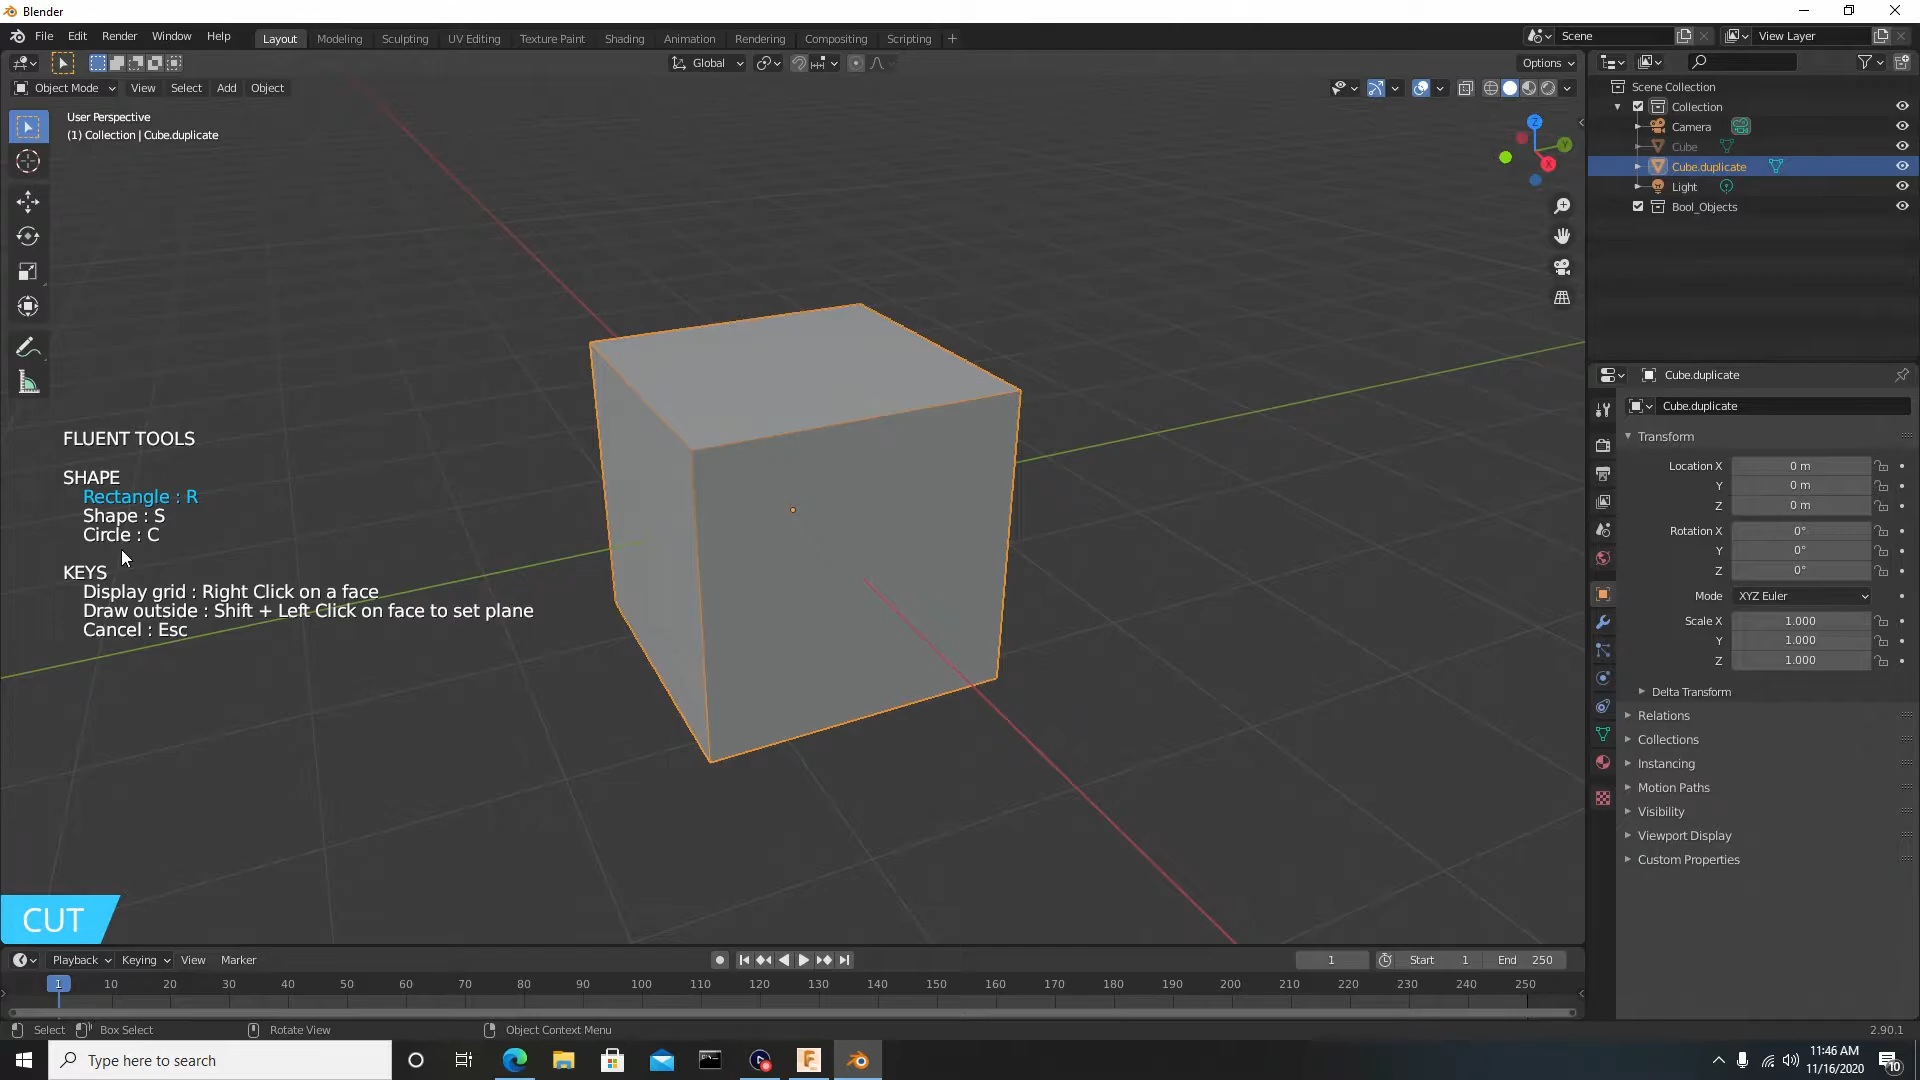 Blender
File Edit Render Window Help
Layout Modeling Sculpting UV Editing Texture Paint Shading Animation Rendering Compositing Scripting +
Scene
View Layer
Global
Options
Object Mode View Select Add Object
User Perspective
(1) Collection | Cube.duplicate
Z
Y
X
Scene Collection
Collection
Camera
Cube
Cube.duplicate
Light
Bool_Objects
FLUENT TOOLS
SHAPE
Rectangle : R
Shape : S
Circle : C
KEYS
Display grid : Right Click on a face
Draw outside : Shift + Left Click on face to set plane
Cancel : Esc
CUT
Cube.duplicate
Cube.duplicate
Transform
Location X 0 m
Y 0 m
Z 0 m
Rotation X 0°
Y 0°
Z 0°
Mode XYZ Euler
Scale X 1.000
Y 1.000
Z 1.000
Delta Transform
Relations
Collections
Instancing
Motion Paths
Visibility
Viewport Display
Custom Properties
Playback Keying View Marker
1 Start 1 End 250
1 10 20 30 40 50 60 70 80 90 100 110 120 130 140 150 160 170 180 190 200 210 220 230 240 250
Select Box Select Rotate View Object Context Menu 2.90.1
Type here to search
11:46 AM
11/16/2020
10